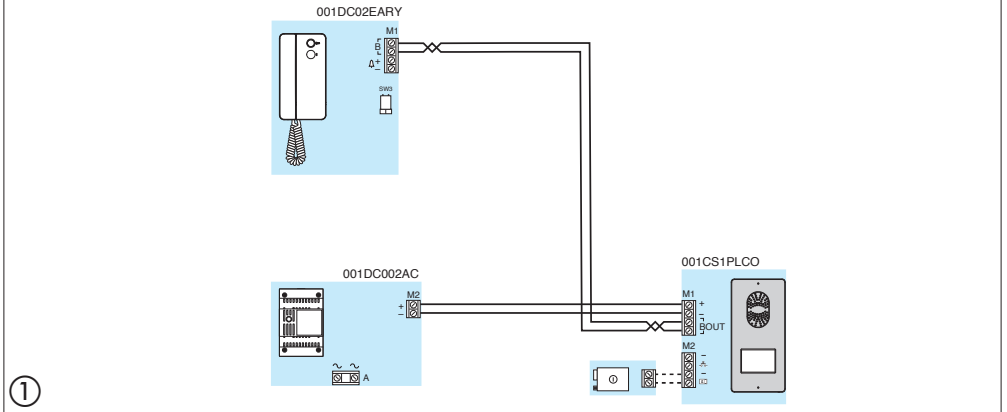 001DC02EARY
M1
B
+
–
SW3
001DC002AC
M2
+
–
A
001CS1PLCO
M1
+
–
BOUT
M2
–
–
①